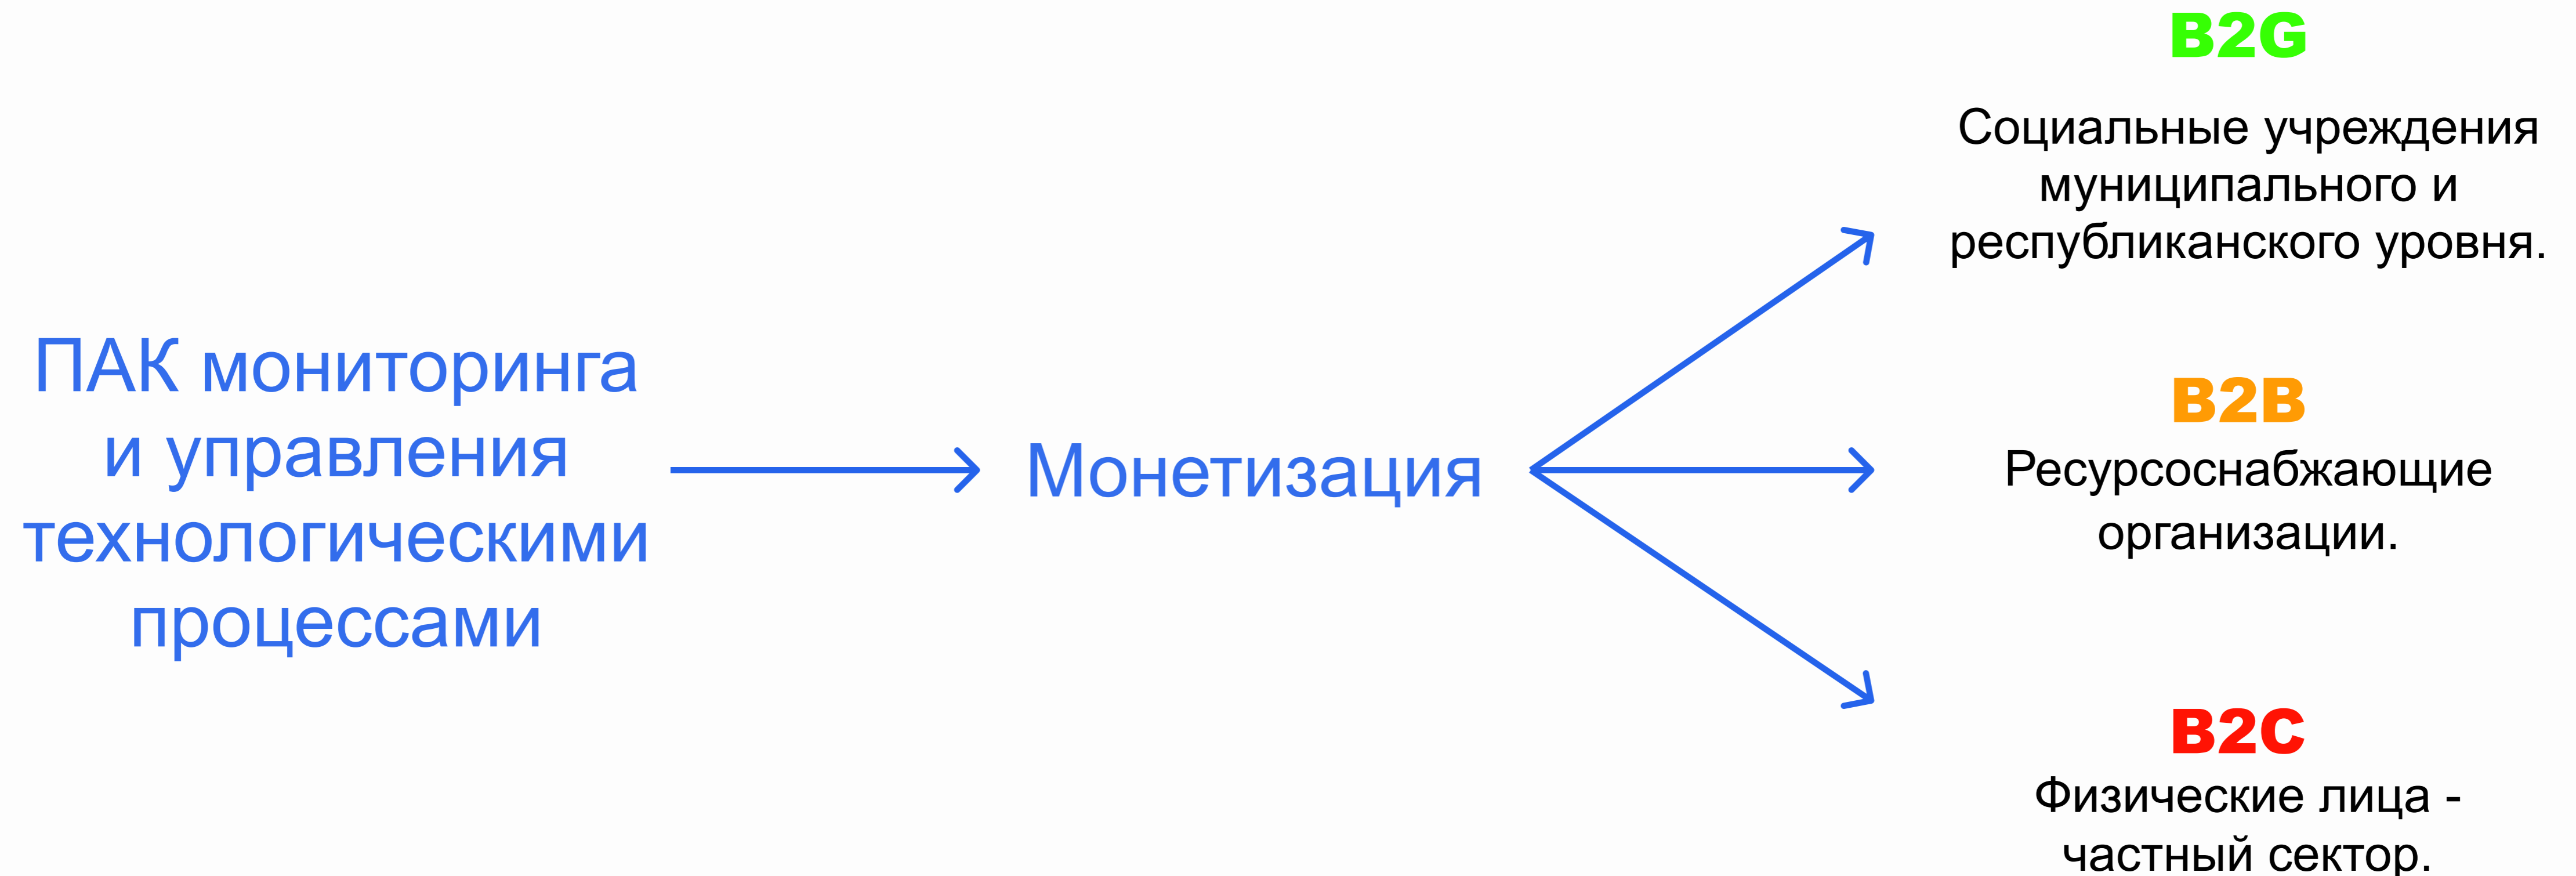 ПАК мониторинга
и управления
технологическими
процессами
Монетизация
B2G
Социальные учреждения
муниципального и
республиканского уровня.
B2B
Ресурсоснабжающие
организации.
B2C
Физические лица -
частный сектор.